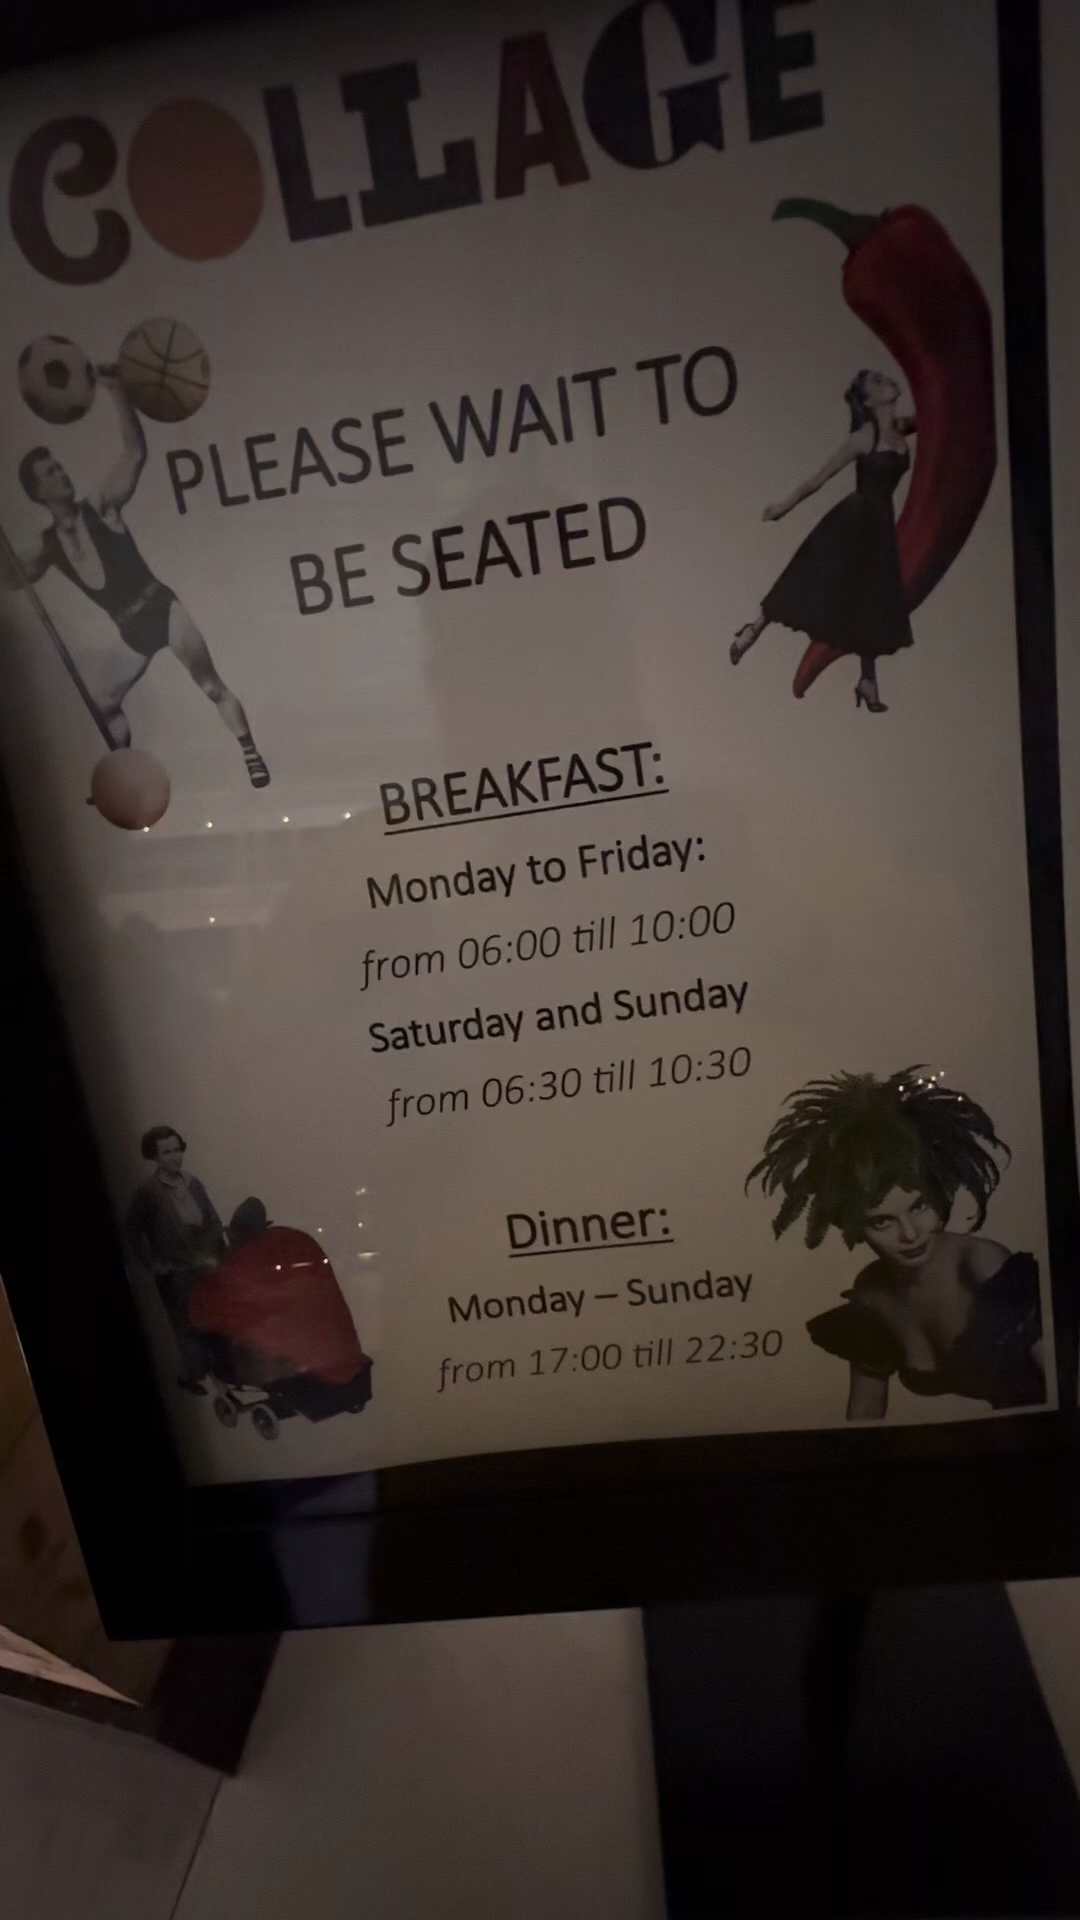 COLLAGE
PLEASE WAIT TO
BE SEATED
BREAKFAST:
Monday to Friday:
from 06:00 till 10:00
Saturday and Sunday
from 06:30 till 10:30
Dinner:
Monday – Sunday
from 17:00 till 22:30